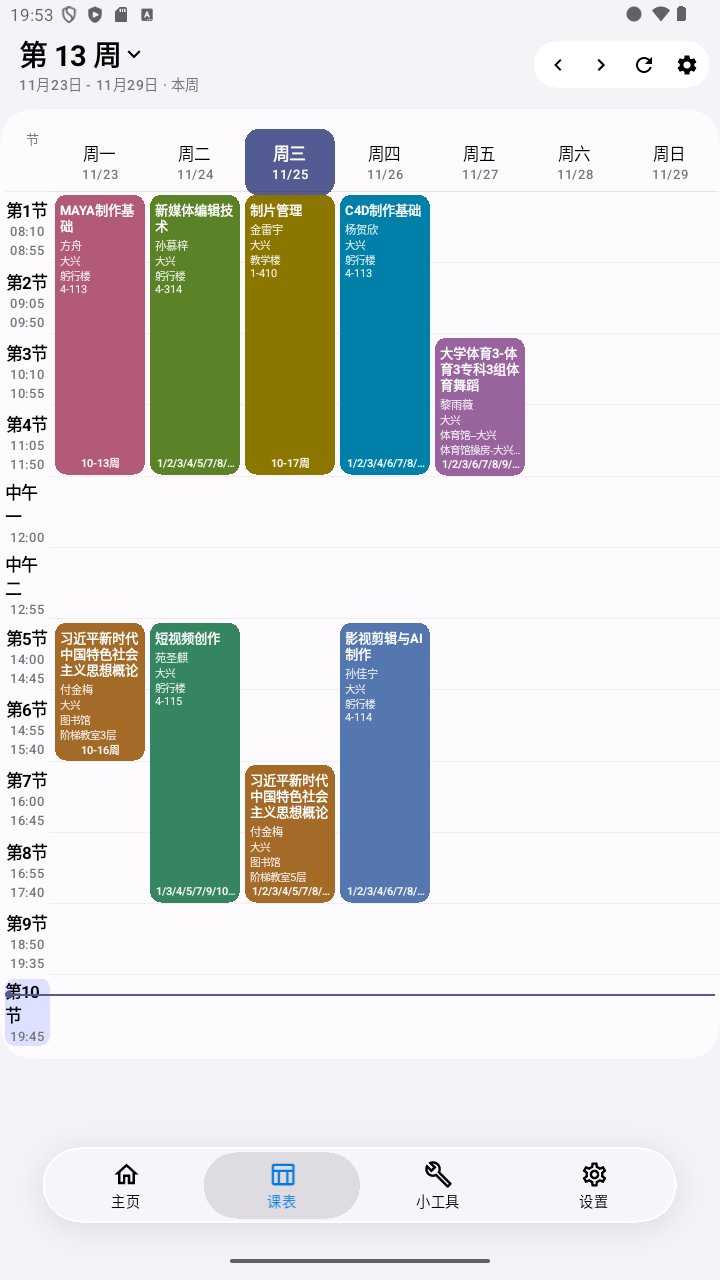 19:53
第 13 周
11月23日 - 11月29日 · 本周
节
周一
11/23
周二
11/24
周三
11/25
周四
11/26
周五
11/27
周六
11/28
周日
11/29
第1节
08:10
08:55
第2节
09:05
09:50
第3节
10:10
10:55
第4节
11:05
11:50
中午
一
12:00
中午
二
12:55
第5节
14:00
14:45
第6节
14:55
15:40
第7节
16:00
16:45
第8节
16:55
17:40
第9节
18:50
19:35
第10
节
19:45
MAYA制作基
础
方舟
大兴
躬行楼
4-113
10-13周
新媒体编辑技
术
孙慕梓
大兴
躬行楼
4-314
1/2/3/4/5/7/8/...
制片管理
金雷宇
大兴
教学楼
1-410
10-17周
C4D制作基础
杨贺欣
大兴
躬行楼
4-113
1/2/3/4/6/7/8/...
大学体育3-体
育3专科3组体
育舞蹈
黎雨薇
大兴
体育馆–大兴
体育馆操房-大兴...
1/2/3/6/7/8/9/...
习近平新时代
中国特色社会
主义思想概论
付金梅
大兴
图书馆
阶梯教室3层
10-16周
短视频创作
苑圣麒
大兴
躬行楼
4-115
1/3/4/5/7/9/10...
习近平新时代
中国特色社会
主义思想概论
付金梅
大兴
图书馆
阶梯教室5层
1/2/3/4/5/7/8/...
影视剪辑与AI
制作
孙佳宁
大兴
躬行楼
4-114
1/2/3/4/6/7/8/...
主页
课表
小工具
设置